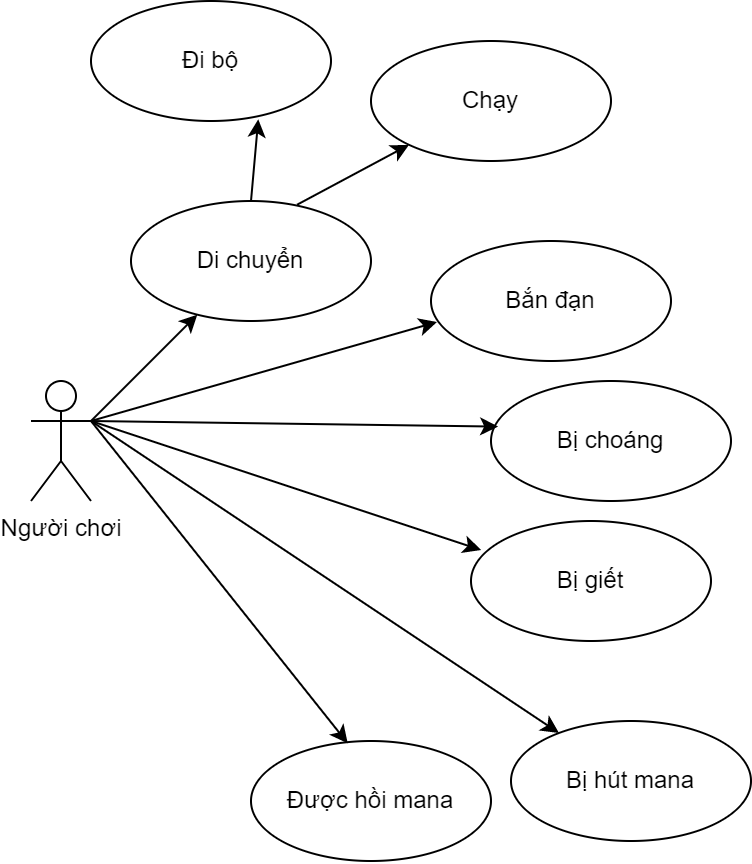 Đi bộ
Chạy
Di chuyển
Bắn đạn
Bị choáng
Người chơi
Bị giết
Bị hút mana
Được hồi mana